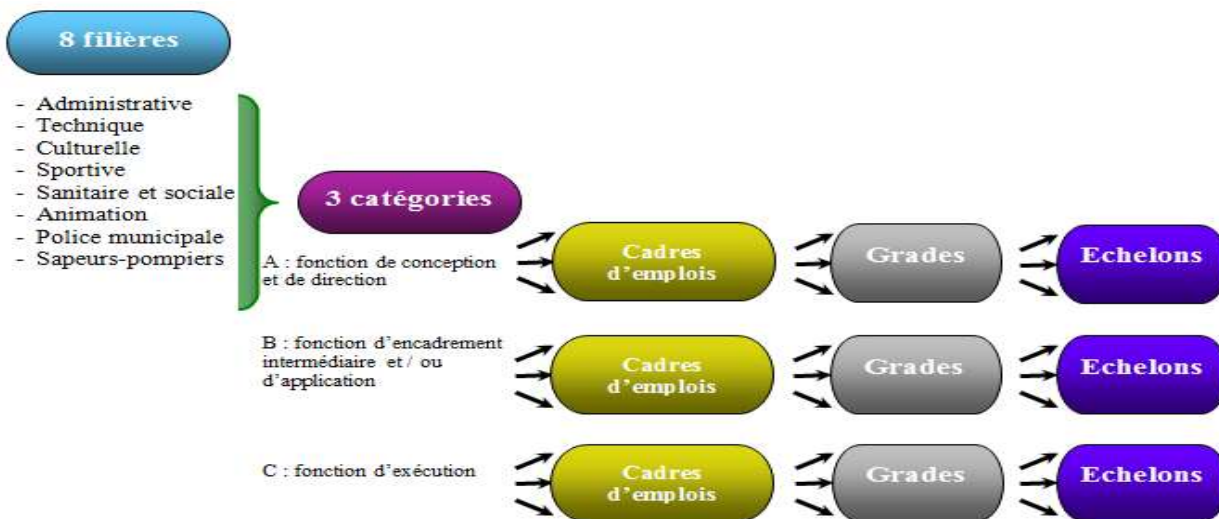 8 filières
- Administrative
- Technique
- Culturelle
- Sportive
- Sanitaire et sociale
- Animation
- Police municipale
- Sapeurs-pompiers
3 catégories
A : fonction de conception
et de direction
Cadres
d'emplois
Grades
Echelons
B : fonction d'encadrement
intermédiaire et / ou
d'application
Cadres
d'emplois
Grades
Echelons
C : fonction d'exécution
Cadres
d'emplois
Grades
Echelons